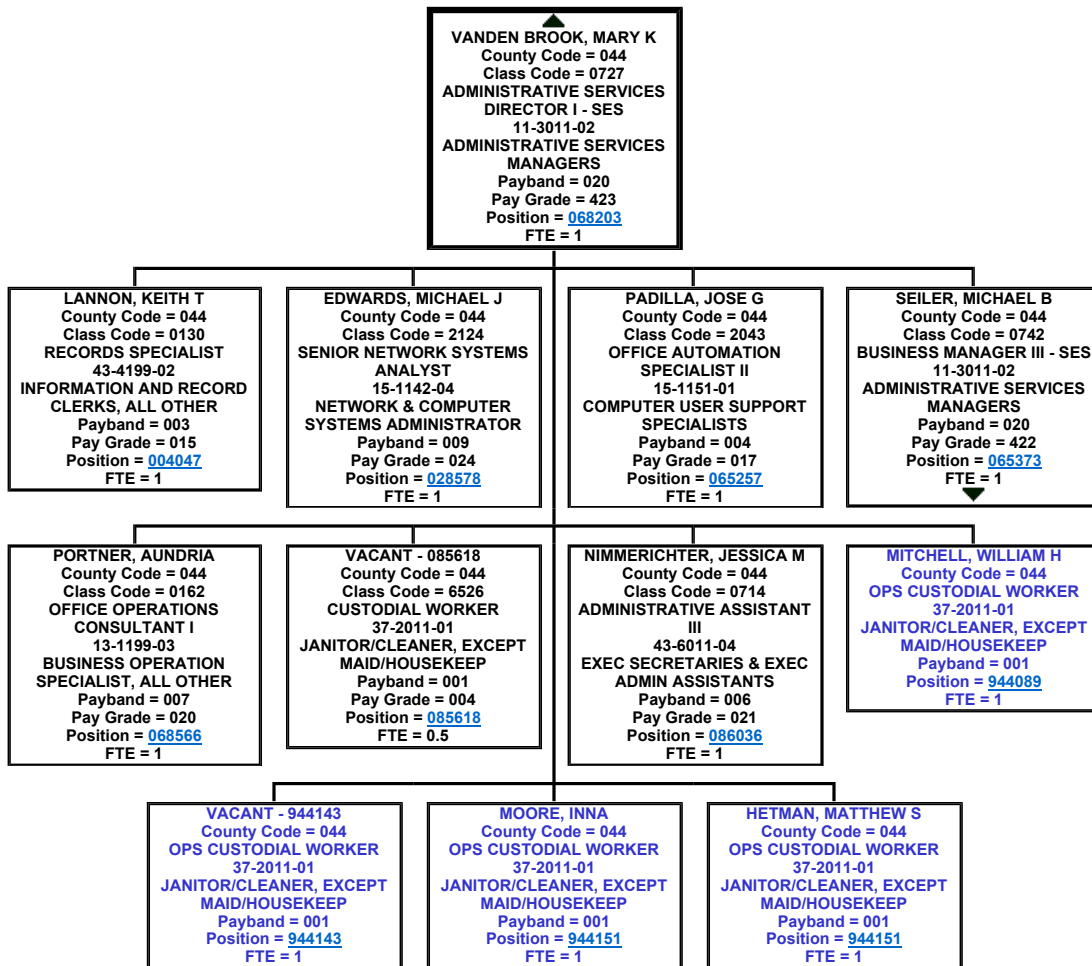 VANDEN BROOK, MARY K
County Code = 044
Class Code = 0727
ADMINISTRATIVE SERVICES
DIRECTOR I - SES
11-3011-02
ADMINISTRATIVE SERVICES
MANAGERS
Payband = 020
Pay Grade = 423
Position = 068203
FTE = 1
LANNON, KEITH T
County Code = 044
Class Code = 0130
RECORDS SPECIALIST
43-4199-02
INFORMATION AND RECORD
CLERKS, ALL OTHER
Payband = 003
Pay Grade = 015
Position = 004047
FTE = 1
EDWARDS, MICHAEL J
County Code = 044
Class Code = 2124
SENIOR NETWORK SYSTEMS
ANALYST
15-1142-04
NETWORK & COMPUTER
SYSTEMS ADMINISTRATOR
Payband = 009
Pay Grade = 024
Position = 028578
FTE = 1
PADILLA, JOSE G
County Code = 044
Class Code = 2043
OFFICE AUTOMATION
SPECIALIST II
15-1151-01
COMPUTER USER SUPPORT
SPECIALISTS
Payband = 004
Pay Grade = 017
Position = 065257
FTE = 1
SEILER, MICHAEL B
County Code = 044
Class Code = 0742
BUSINESS MANAGER III - SES
11-3011-02
ADMINISTRATIVE SERVICES
MANAGERS
Payband = 020
Pay Grade = 422
Position = 065373
FTE = 1
PORTNER, AUNDRIA
County Code = 044
Class Code = 0162
OFFICE OPERATIONS
CONSULTANT I
13-1199-03
BUSINESS OPERATION
SPECIALIST, ALL OTHER
Payband = 007
Pay Grade = 020
Position = 068566
FTE = 1
VACANT - 085618
County Code = 044
Class Code = 6526
CUSTODIAL WORKER
37-2011-01
JANITOR/CLEANER, EXCEPT
MAID/HOUSEKEEP
Payband = 001
Pay Grade = 004
Position = 085618
FTE = 0.5
NIMMERICHTER, JESSICA M
County Code = 044
Class Code = 0714
ADMINISTRATIVE ASSISTANT
III
43-6011-04
EXEC SECRETARIES & EXEC
ADMIN ASSISTANTS
Payband = 006
Pay Grade = 021
Position = 086036
FTE = 1
MITCHELL, WILLIAM H
County Code = 044
OPS CUSTODIAL WORKER
37-2011-01
JANITOR/CLEANER, EXCEPT
MAID/HOUSEKEEP
Payband = 001
Position = 944089
FTE = 1
VACANT - 944143
County Code = 044
OPS CUSTODIAL WORKER
37-2011-01
JANITOR/CLEANER, EXCEPT
MAID/HOUSEKEEP
Payband = 001
Position = 944143
FTE = 1
MOORE, INNA
County Code = 044
OPS CUSTODIAL WORKER
37-2011-01
JANITOR/CLEANER, EXCEPT
MAID/HOUSEKEEP
Payband = 001
Position = 944151
FTE = 1
HETMAN, MATTHEW S
County Code = 044
OPS CUSTODIAL WORKER
37-2011-01
JANITOR/CLEANER, EXCEPT
MAID/HOUSEKEEP
Payband = 001
Position = 944151
FTE = 1